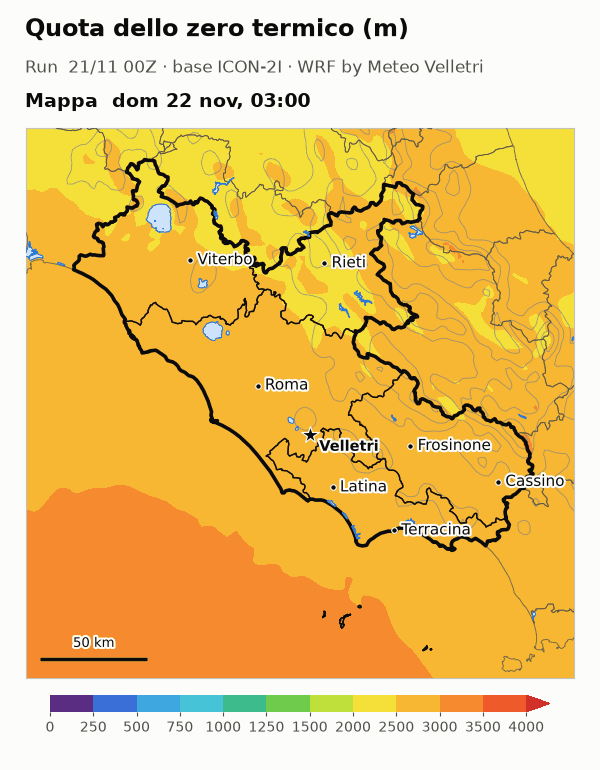 Quota dello zero termico (m)
Run  21/11 00Z · base ICON-2I · WRF by Meteo Velletri
Mappa  dom 22 nov, 03:00
Viterbo
Rieti
Roma
Velletri
Frosinone
Cassino
Latina
Terracina
50 km
0 250 500 750 1000 1250 1500 2000 2500 3000 3500 4000